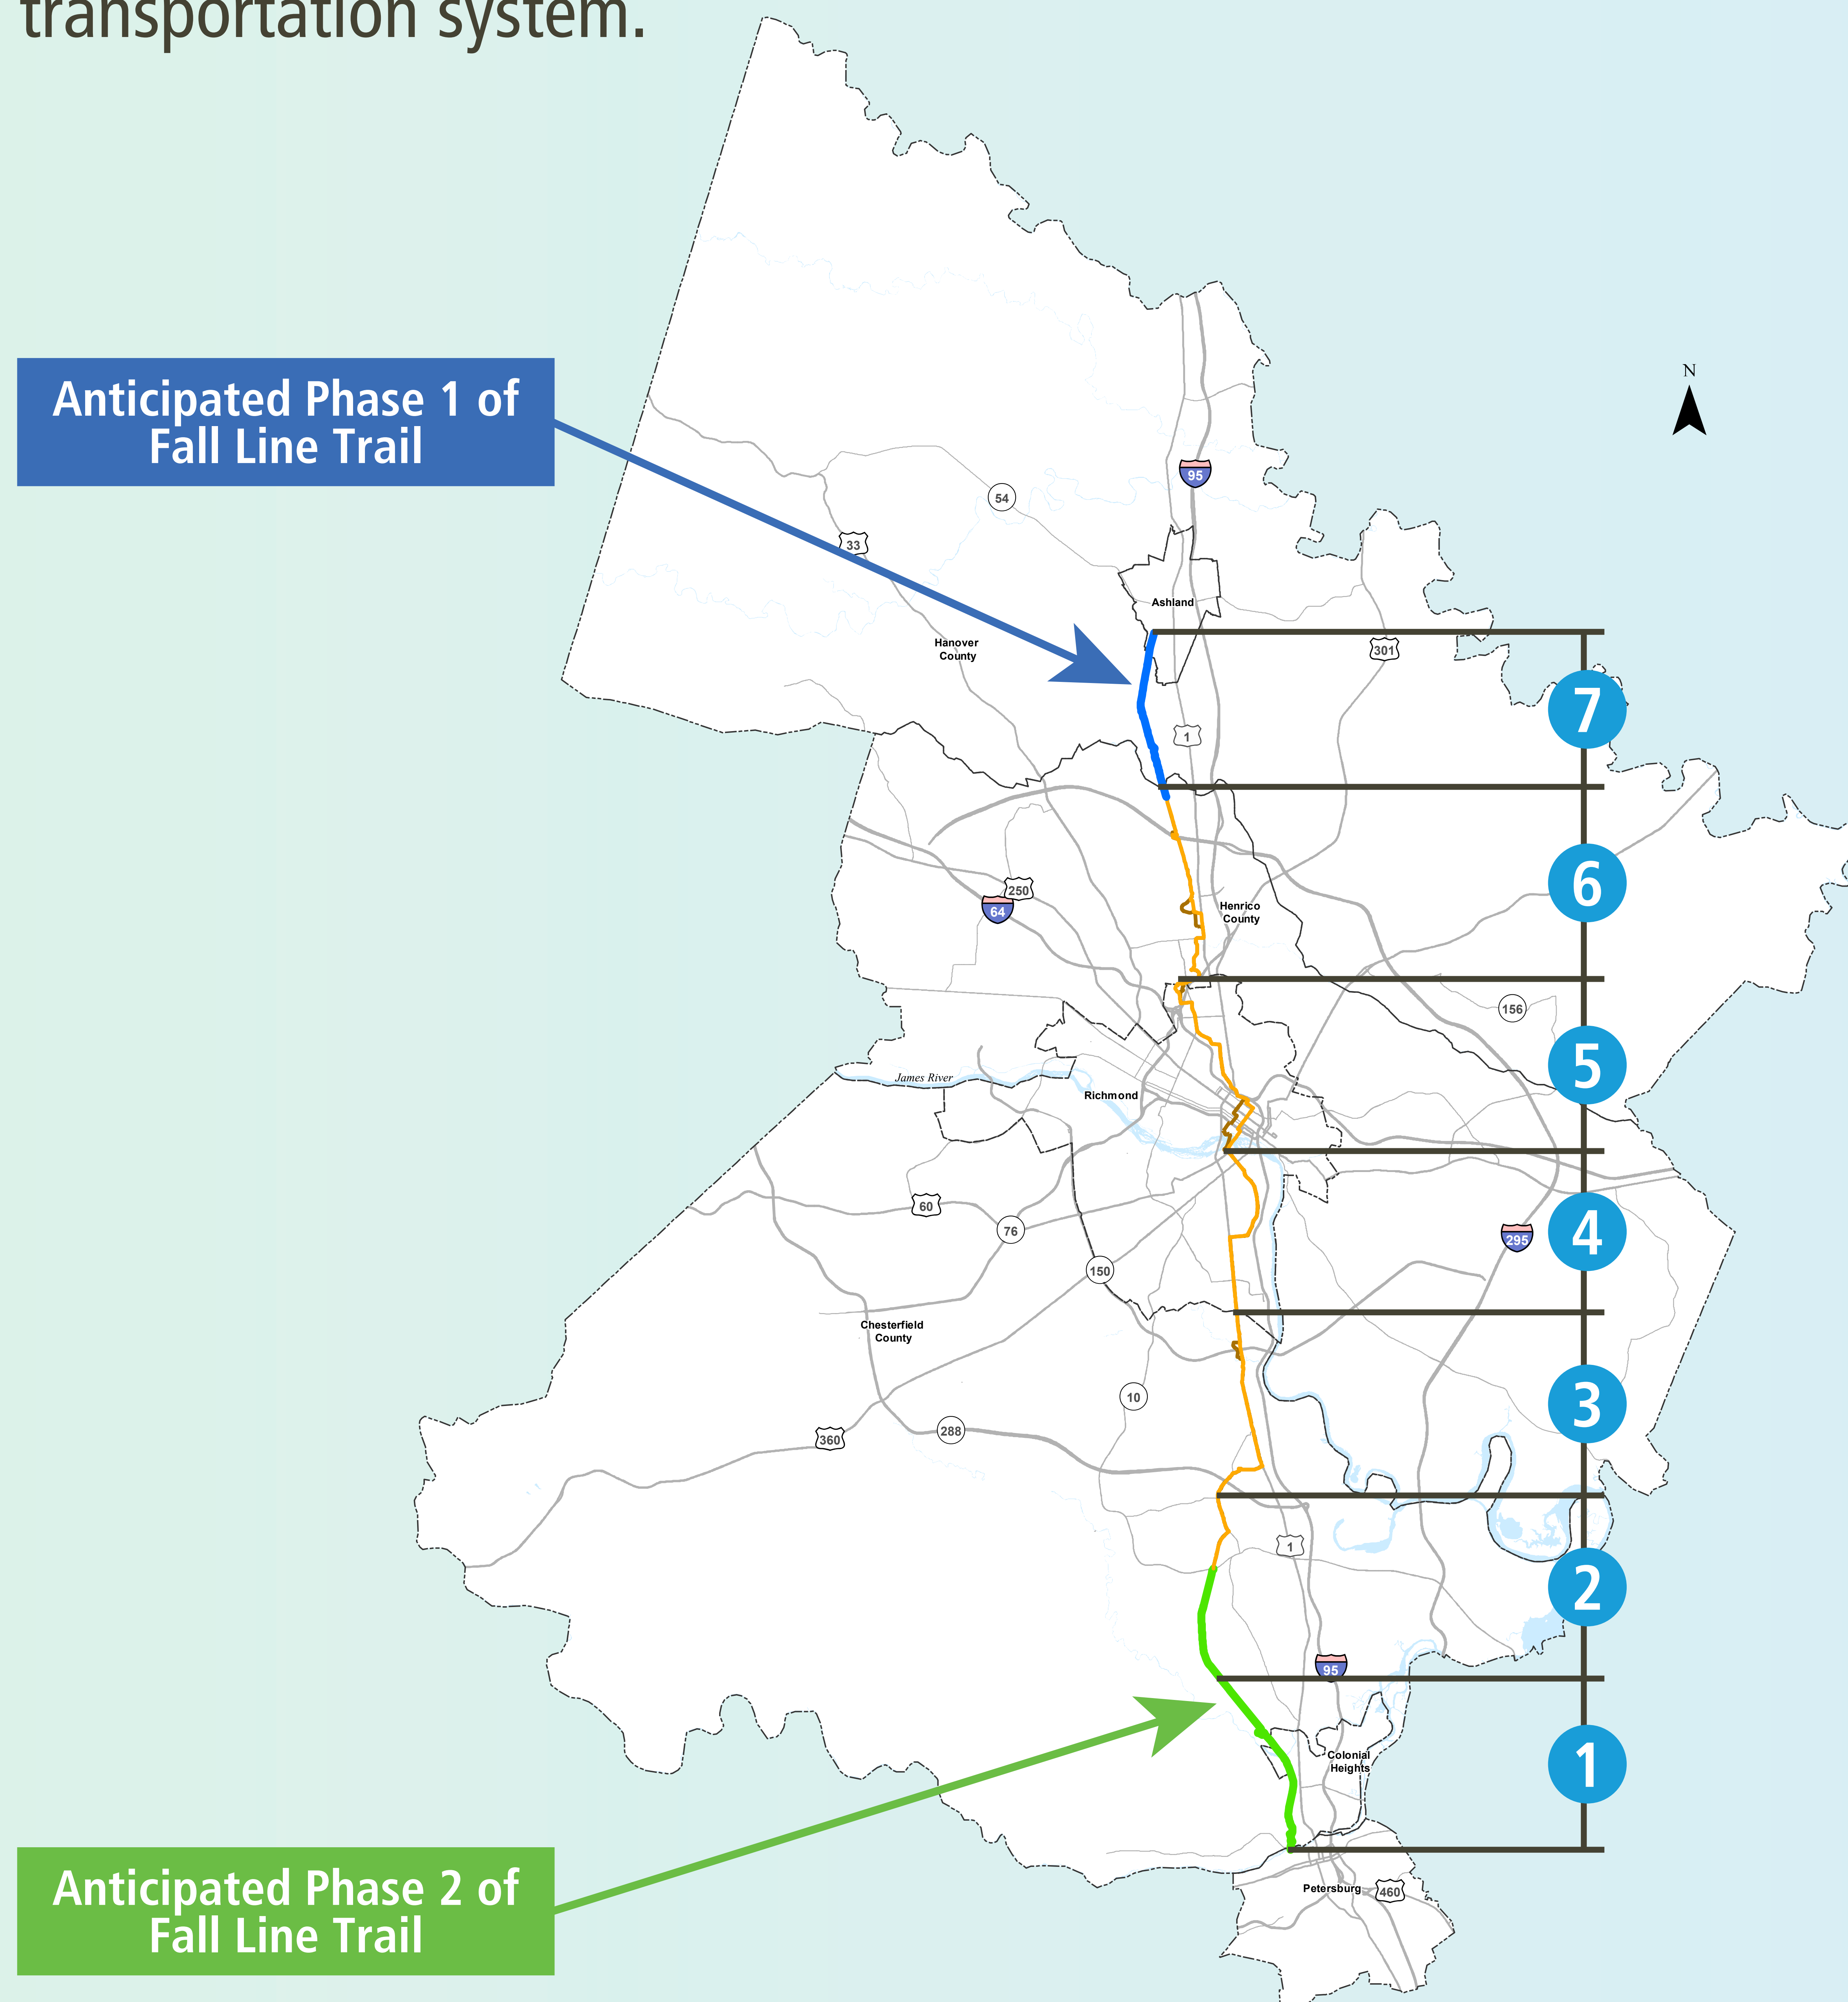 transportation system.
Anticipated Phase 1 of
Fall Line Trail
N
95
54
33
Ashland
Hanover
County
301
7
1
6
250
64
Henrico
County
156
5
James River
Richmond
60
76
4
295
150
Chesterfield
County
10
3
288
360
1
2
95
1
Colonial
Heights
Anticipated Phase 2 of
Fall Line Trail
Petersburg
460